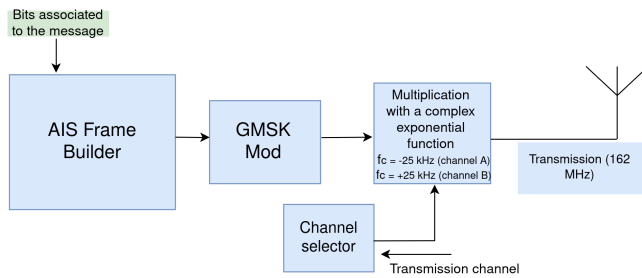 Bits associated
to the message
AIS Frame
Builder
GMSK
Mod
Multiplication
with a complex
exponential
function
fc = -25 kHz (channel A)
fc = +25 kHz (channel B)
Transmission (162
MHz)
Channel
selector
Transmission channel